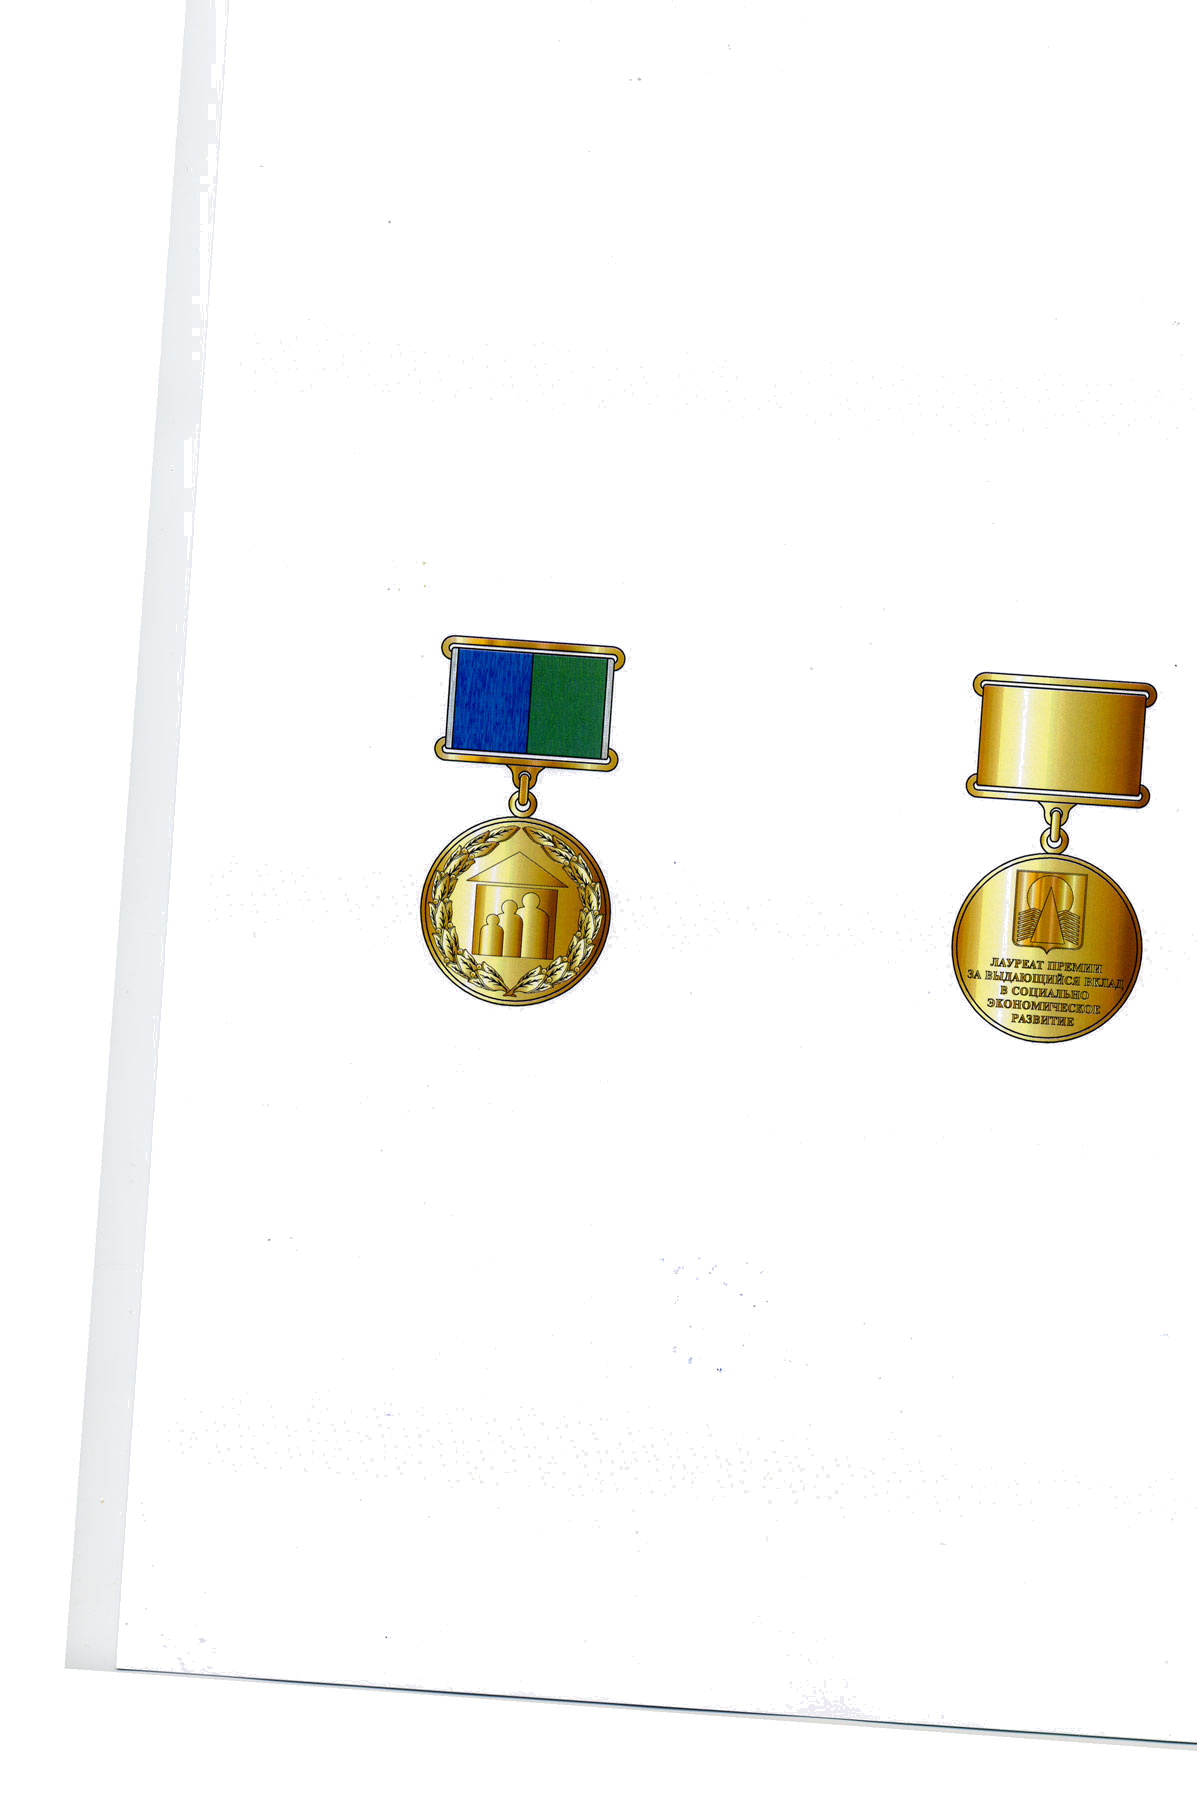 ЛАУРЕАТ ПРЕМИИ
ЗА ВЫДАЮЩИЙСЯ ВКЛАД
В СОЦИАЛЬНО
ЭКОНОМИЧЕСКОЕ
РАЗВИТИЕ